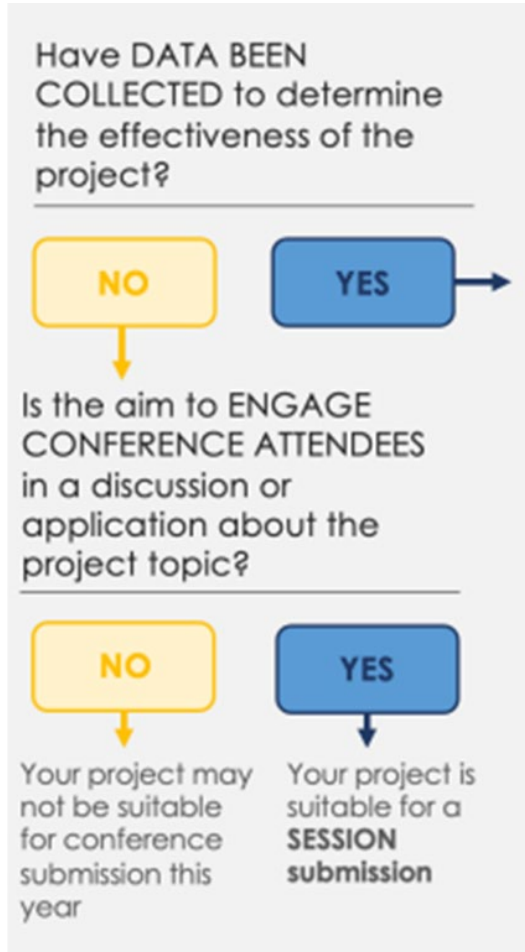 Have DATA BEEN
COLLECTED to determine
the effectiveness of the
project?
NO
YES
Is the aim to ENGAGE
CONFERENCE ATTENDEES
in a discussion or
application about the
project topic?
NO
YES
Your project may
not be suitable
for conference
submission this
year
Your project is
suitable for a
SESSION
submission